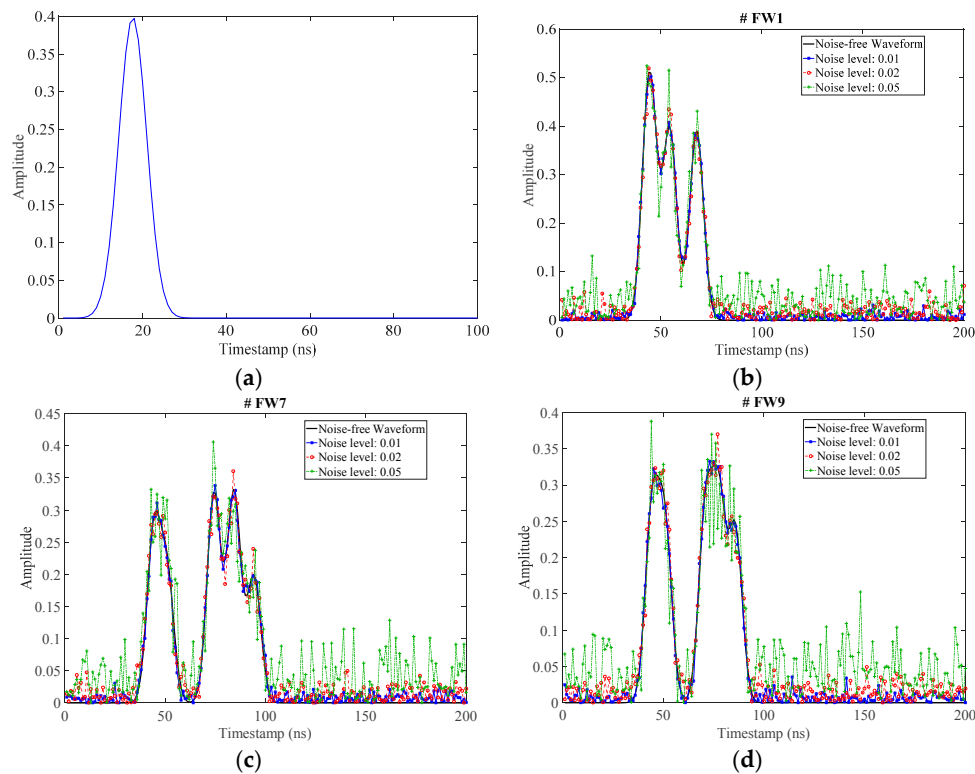 0.4
0.35
0.3
0.25
0.2
0.15
0.1
0.05
0
Amplitude
0 20 40 60 80 100
Timestamp (ns)
(a)
# FW1
0.6
0.5
0.4
0.3
0.2
0.1
0
Amplitude
Noise-free Waveform
Noise level: 0.01
Noise level: 0.02
Noise level: 0.05
0 50 100 150 200
Timestamp (ns)
(b)
# FW7
0.45
0.4
0.35
0.3
0.25
0.2
0.15
0.1
0.05
0
Amplitude
Noise-free Waveform
Noise level: 0.01
Noise level: 0.02
Noise level: 0.05
0 50 100 150 200
Timestamp (ns)
(c)
# FW9
0.4
0.35
0.3
0.25
0.2
0.15
0.1
0.05
0
Amplitude
Noise-free Waveform
Noise level: 0.01
Noise level: 0.02
Noise level: 0.05
0 50 100 150 200
Timestamp (ns)
(d)